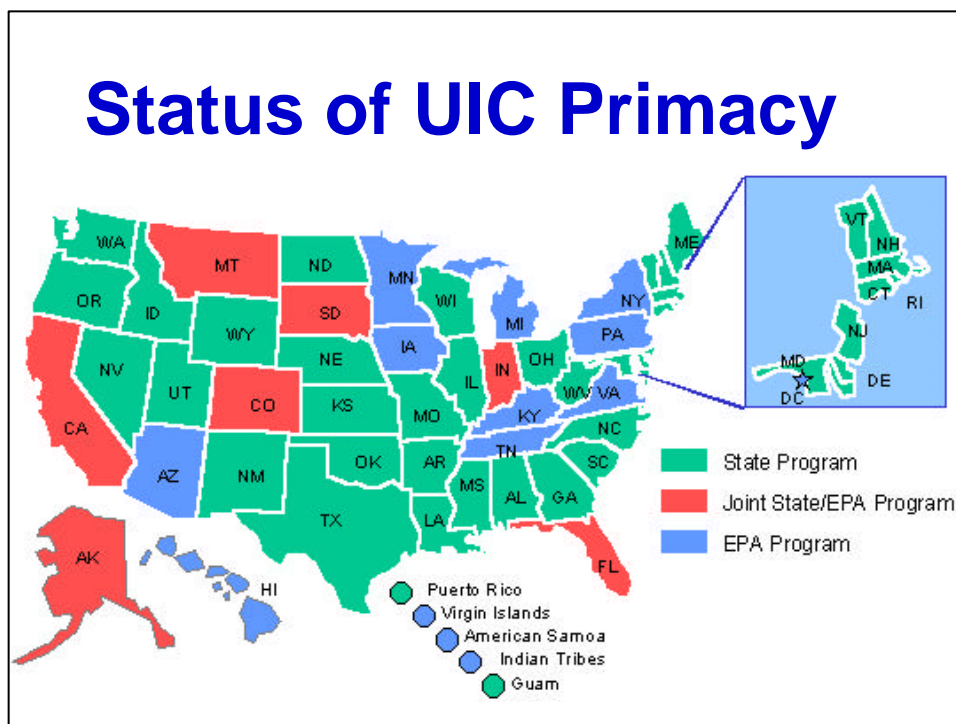 Status of UIC Primacy
WA
MT
ND
MN
ME
VT
NH
MA
CT
RI
NJ
MD
DE
DC
OR
ID
WY
SD
WI
MI
NY
NV
UT
CO
NE
IA
IL
IN
OH
PA
WV
VA
CA
KS
MO
KY
NC
TN
AZ
NM
OK
AR
SC
MS
AL
GA
TX
LA
FL
AK
HI
State Program
Joint State/EPA Program
EPA Program
Puerto Rico
Virgin Islands
American Samoa
Indian Tribes
Guam